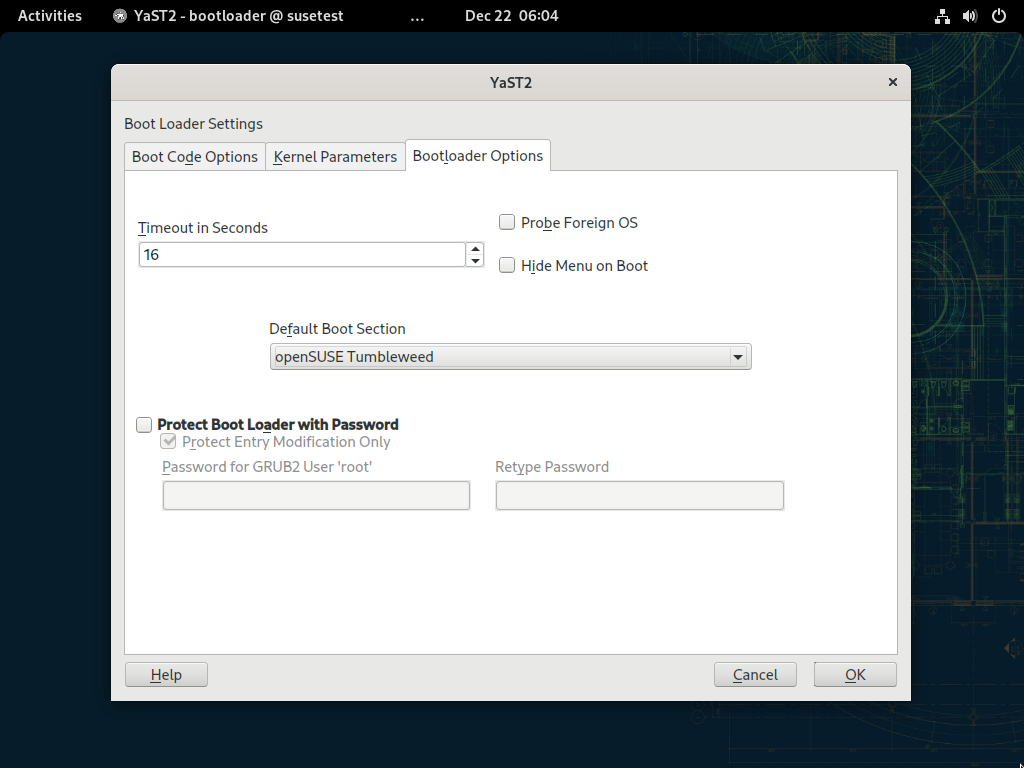 Activities YaST2 - bootloader @ susetest ... Dec 22 06:04
YaST2
Boot Loader Settings
Boot Code Options Kernel Parameters Bootloader Options
Timeout in Seconds
16
Probe Foreign OS
Hide Menu on Boot
Default Boot Section
openSUSE Tumbleweed
Protect Boot Loader with Password
Protect Entry Modification Only
Password for GRUB2 User 'root' Retype Password
Help Cancel OK